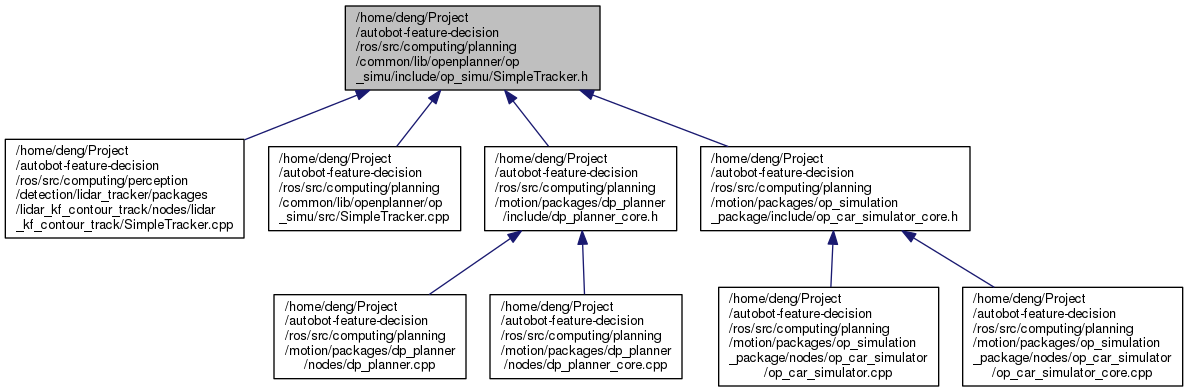 /home/deng/Project
/autobot-feature-decision
/ros/src/computing/planning
/common/lib/openplanner/op
_simu/include/op_simu/SimpleTracker.h
/home/deng/Project
/autobot-feature-decision
/ros/src/computing/perception
/detection/lidar_tracker/packages
/lidar_kf_contour_track/nodes/lidar
_kf_contour_track/SimpleTracker.cpp
/home/deng/Project
/autobot-feature-decision
/ros/src/computing/planning
/common/lib/openplanner/op
_simu/src/SimpleTracker.cpp
/home/deng/Project
/autobot-feature-decision
/ros/src/computing/planning
/motion/packages/dp_planner
/include/dp_planner_core.h
/home/deng/Project
/autobot-feature-decision
/ros/src/computing/planning
/motion/packages/op_simulation
_package/include/op_car_simulator_core.h
/home/deng/Project
/autobot-feature-decision
/ros/src/computing/planning
/motion/packages/dp_planner
/nodes/dp_planner.cpp
/home/deng/Project
/autobot-feature-decision
/ros/src/computing/planning
/motion/packages/dp_planner
/nodes/dp_planner_core.cpp
/home/deng/Project
/autobot-feature-decision
/ros/src/computing/planning
/motion/packages/op_simulation
_package/nodes/op_car_simulator
/op_car_simulator.cpp
/home/deng/Project
/autobot-feature-decision
/ros/src/computing/planning
/motion/packages/op_simulation
_package/nodes/op_car_simulator
/op_car_simulator_core.cpp